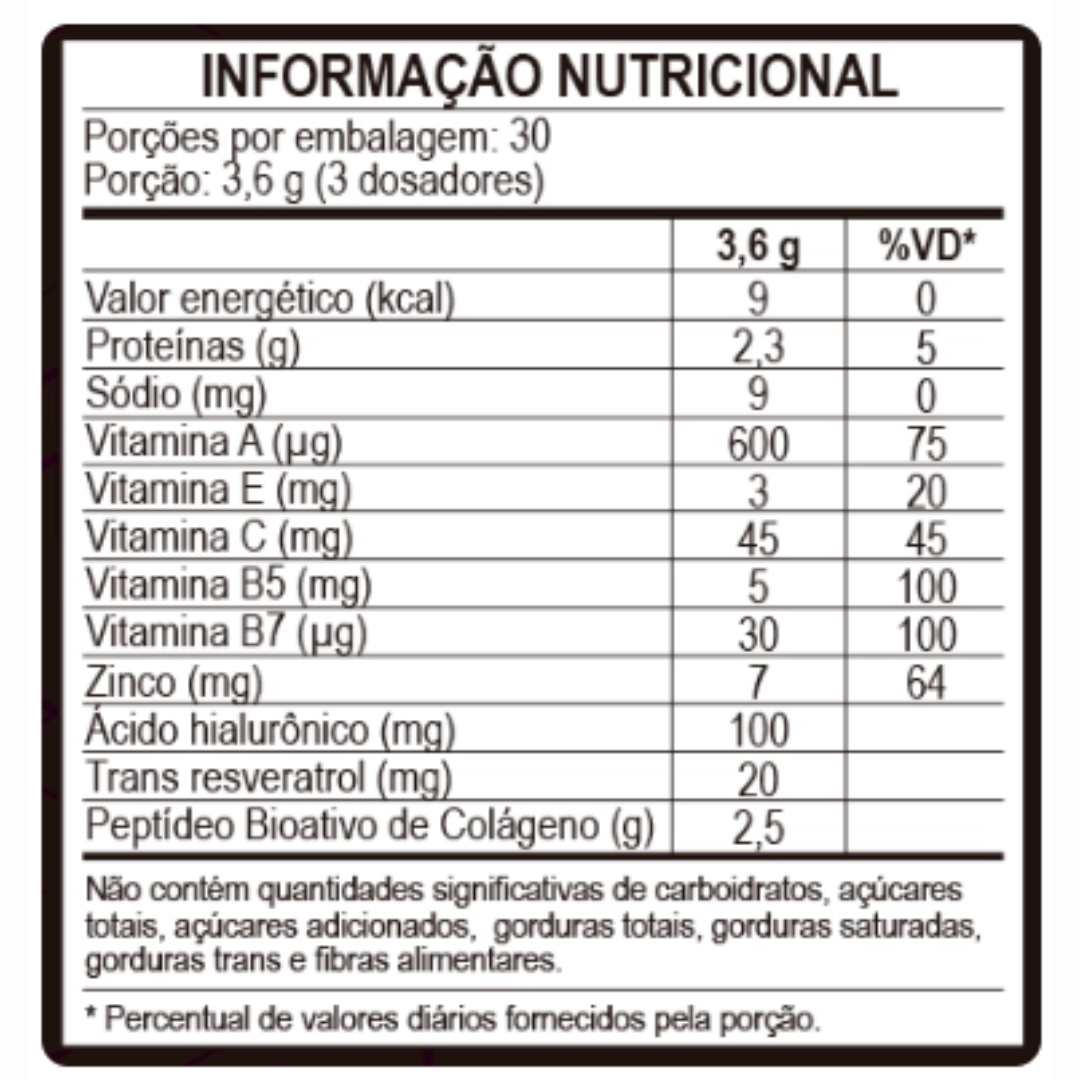 INFORMAÇÃO NUTRICIONAL
Porções por embalagem: 30
Porção: 3,6 g (3 dosadores)
3,6 g %VD*
Valor energético (kcal) 9 0
Proteínas (g) 2,3 5
Sódio (mg) 9 0
Vitamina A (µg) 600 75
Vitamina E (mg) 3 20
Vitamina C (mg) 45 45
Vitamina B5 (mg) 5 100
Vitamina B7 (µg) 30 100
Zinco (mg) 7 64
Ácido hialurônico (mg) 100
Trans resveratrol (mg) 20
Peptídeo Bioativo de Colágeno (g) 2,5
Não contém quantidades significativas de carboidratos, açúcares
totais, açúcares adicionados, gorduras totais, gorduras saturadas,
gorduras trans e fibras alimentares.
* Percentual de valores diários fornecidos pela porção.